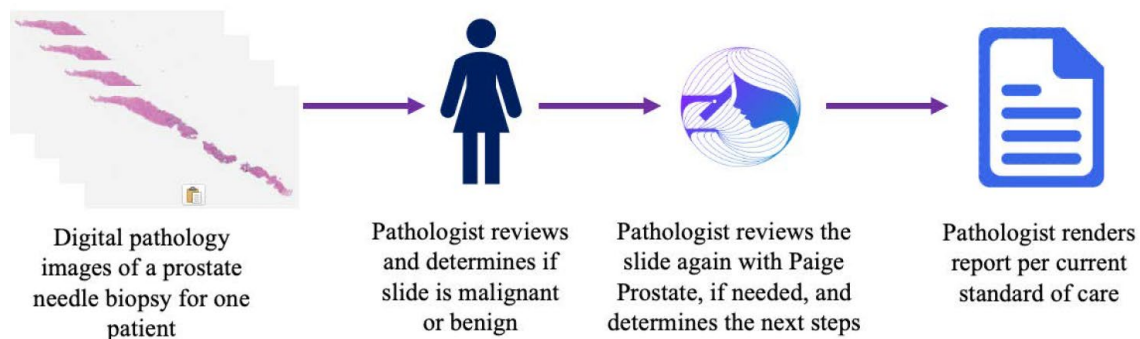 Digital pathology
images of a prostate
needle biopsy for one
patient
Pathologist reviews
and determines if
slide is malignant
or benign
Pathologist reviews the
slide again with Paige
Prostate, if needed, and
determines the next steps
Pathologist renders
report per current
standard of care